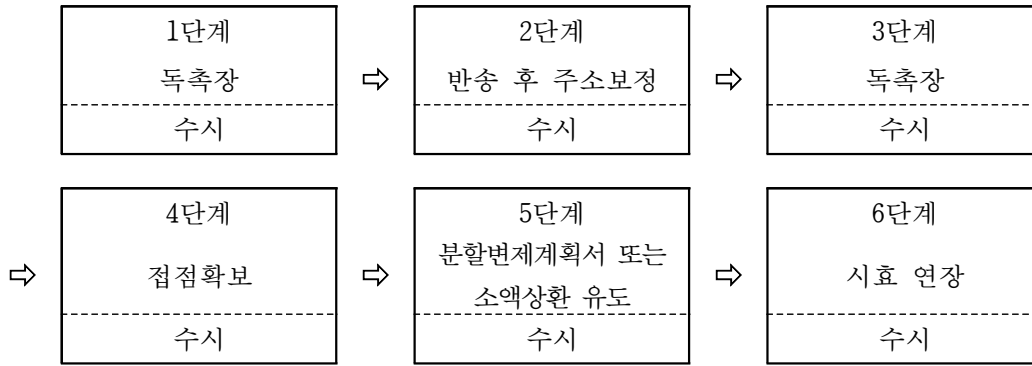 1단계
독촉장
수시
⇨
2단계
반송 후 주소보정
수시
⇨
3단계
독촉장
수시
⇨
4단계
접점확보
수시
⇨
5단계
분할변제계획서 또는
소액상환 유도
수시
⇨
6단계
시효 연장
수시